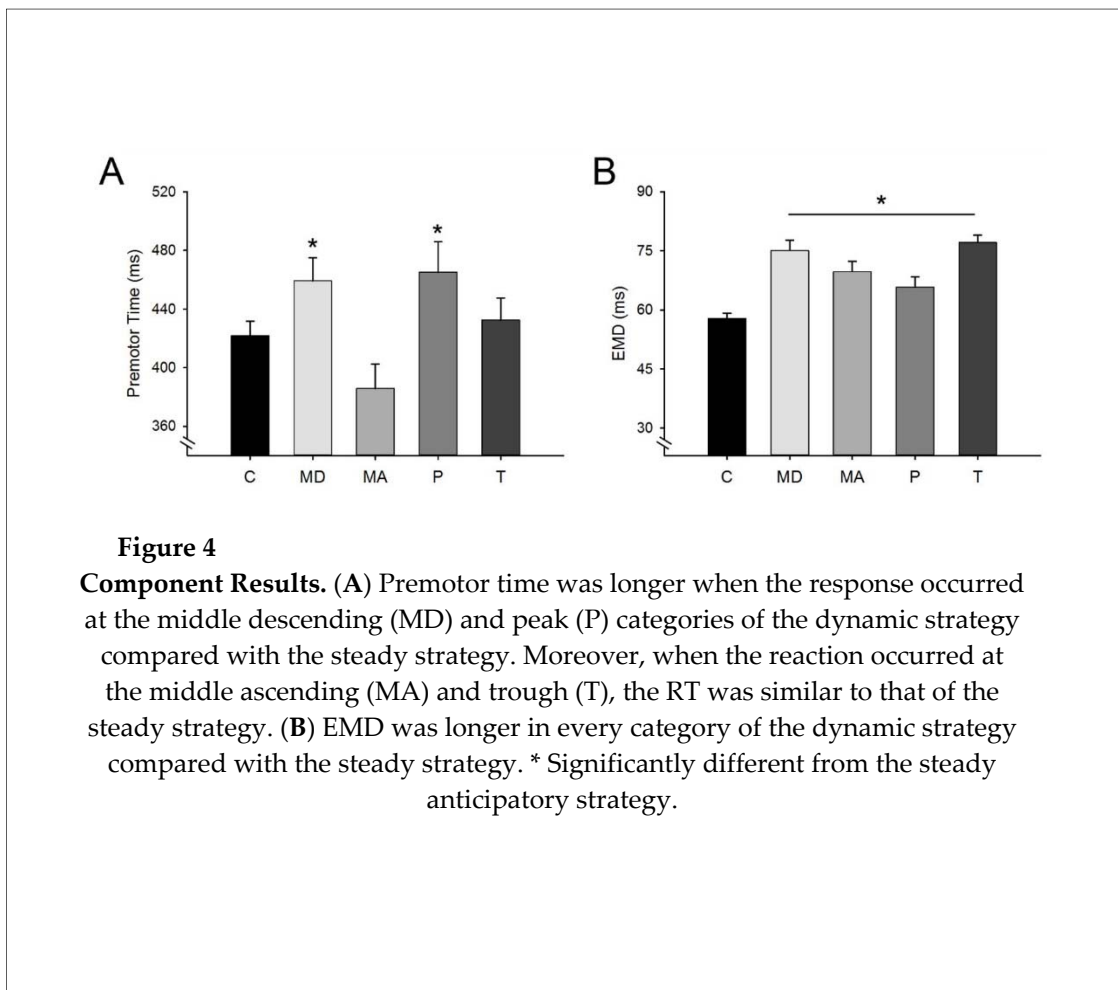 A
B
520
480
440
400
360
Premotor Time (ms)
*
*
C MD MA P T
90
75
60
45
30
EMD (ms)
*
C MD MA P T
Figure 4
Component Results. (A) Premotor time was longer when the response occurred
at the middle descending (MD) and peak (P) categories of the dynamic strategy
compared with the steady strategy. Moreover, when the reaction occurred at
the middle ascending (MA) and trough (T), the RT was similar to that of the
steady strategy. (B) EMD was longer in every category of the dynamic strategy
compared with the steady strategy. * Significantly different from the steady
anticipatory strategy.